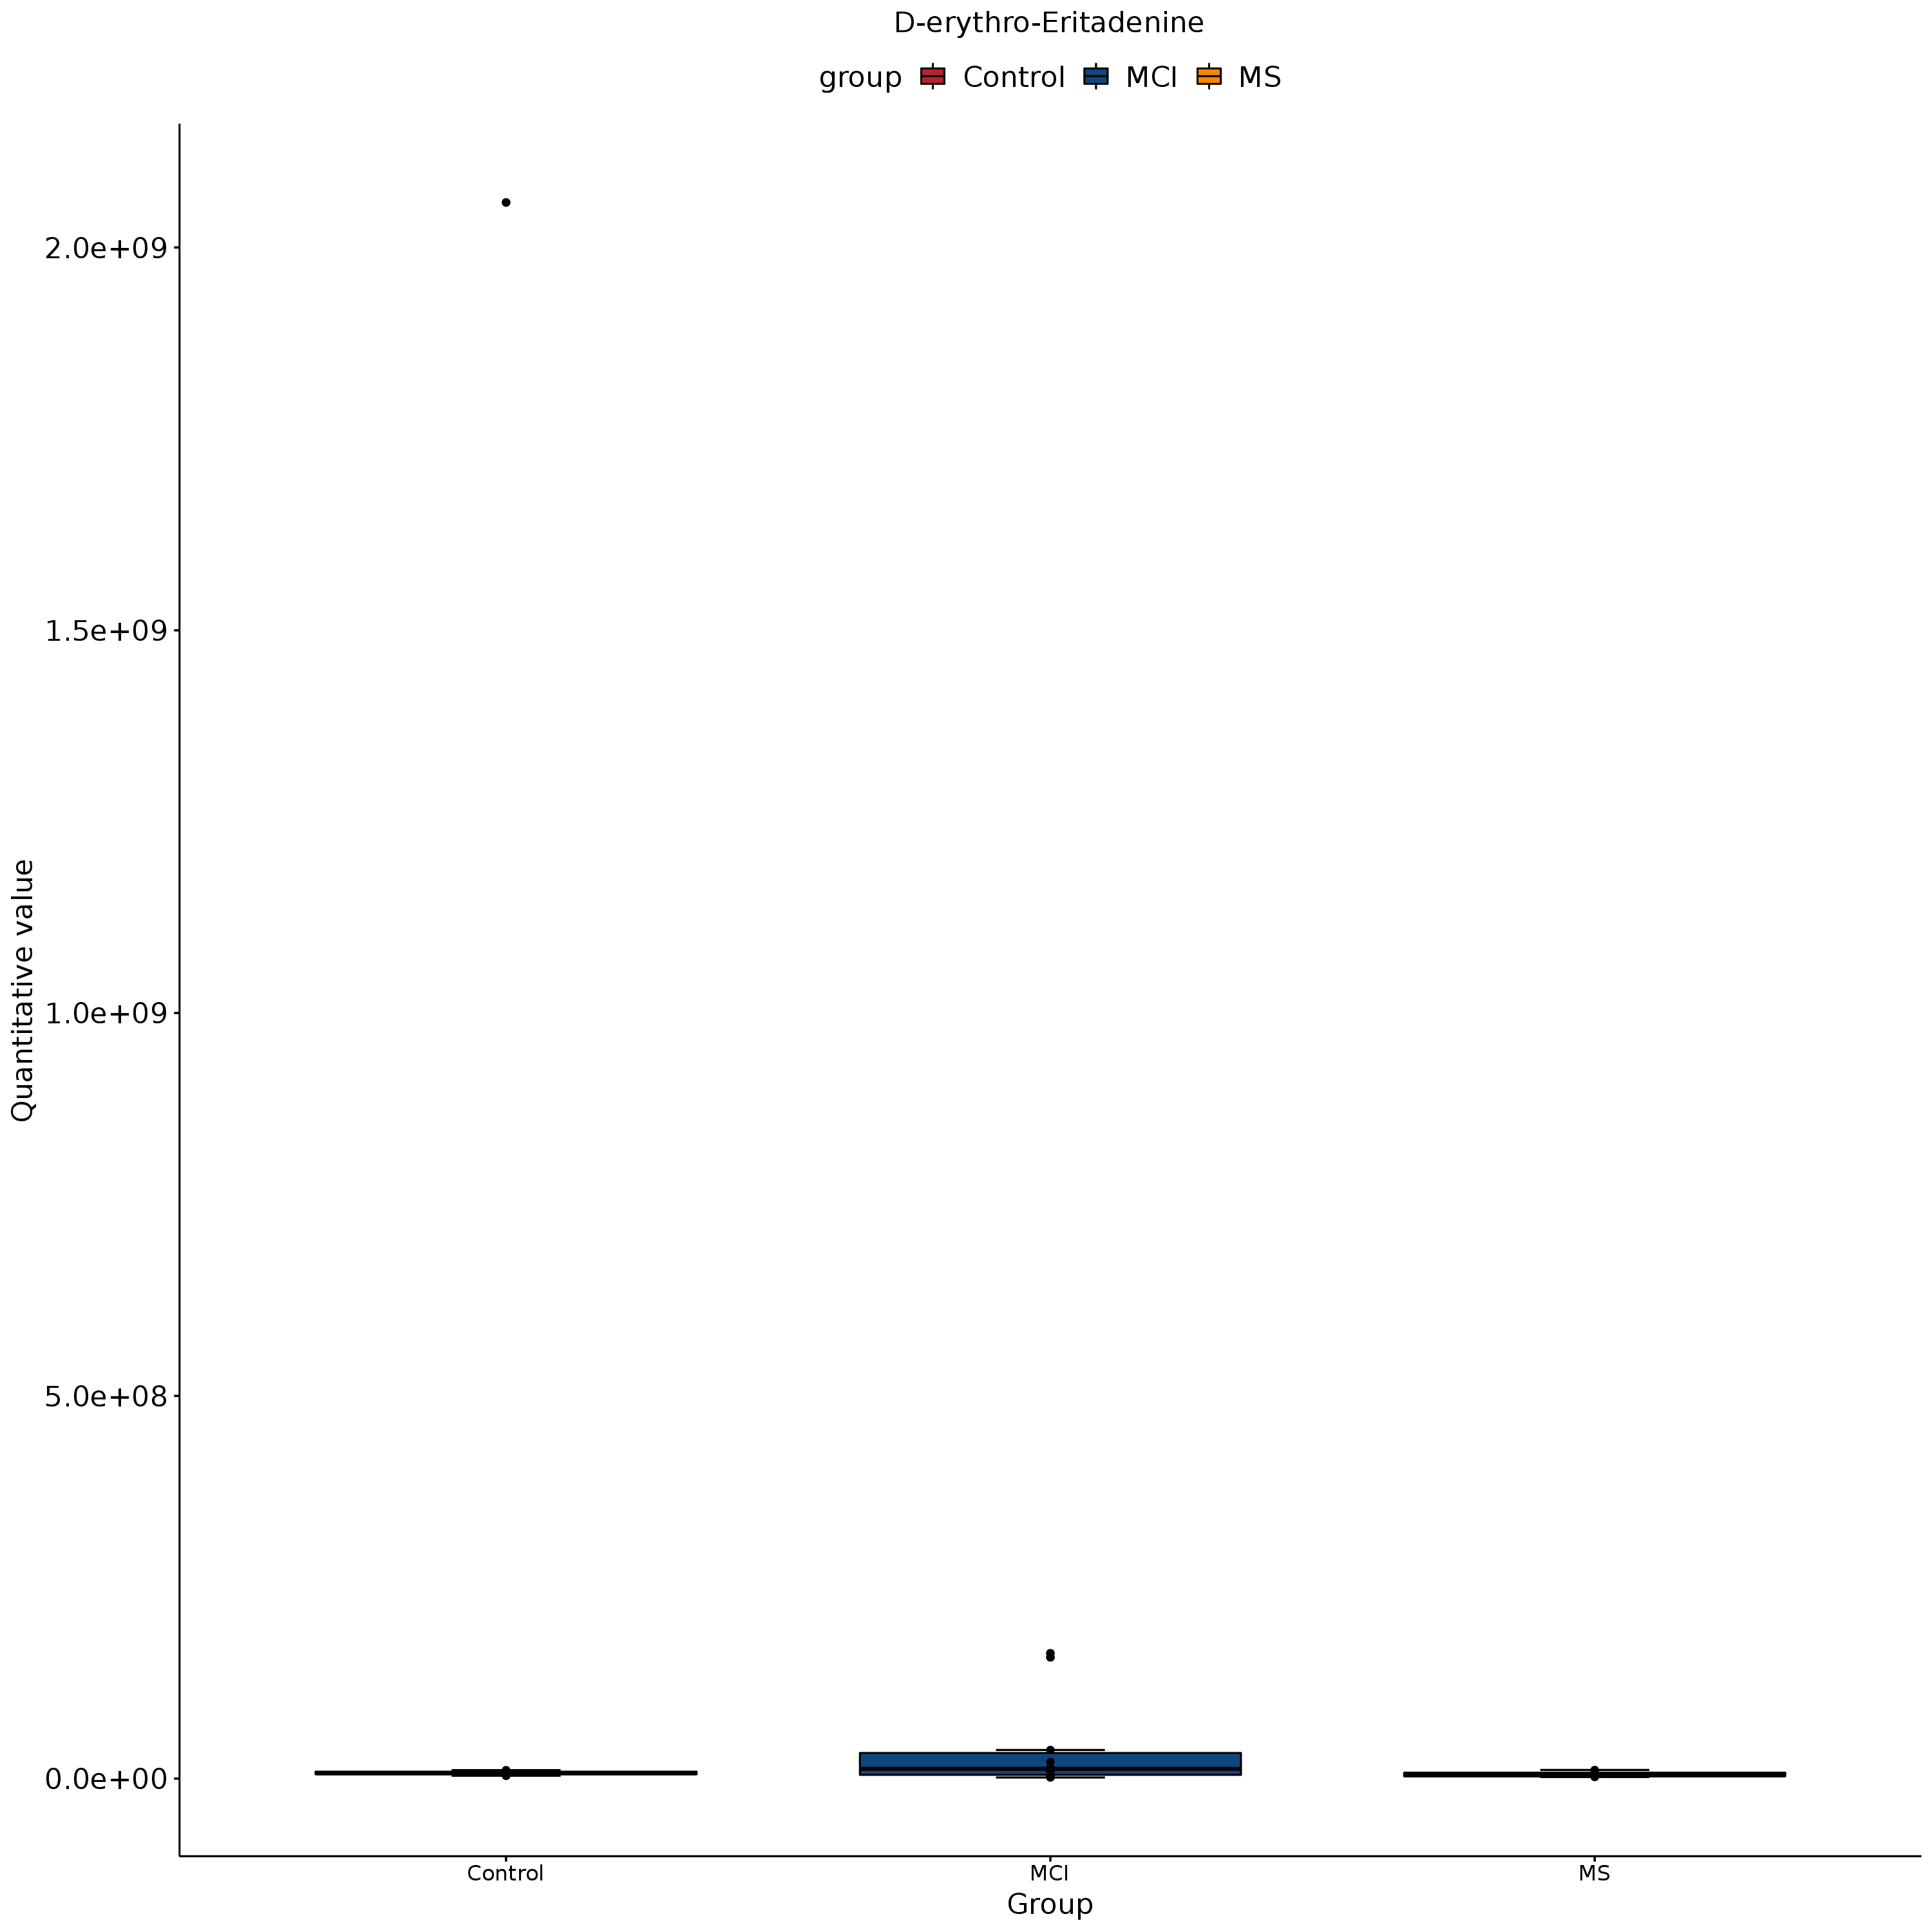 D-erythro-Eritadenine
group Control MCI MS
Quantitative value
2.0e+09
1.5e+09
1.0e+09
5.0e+08
0.0e+00
Control MCI MS
Group